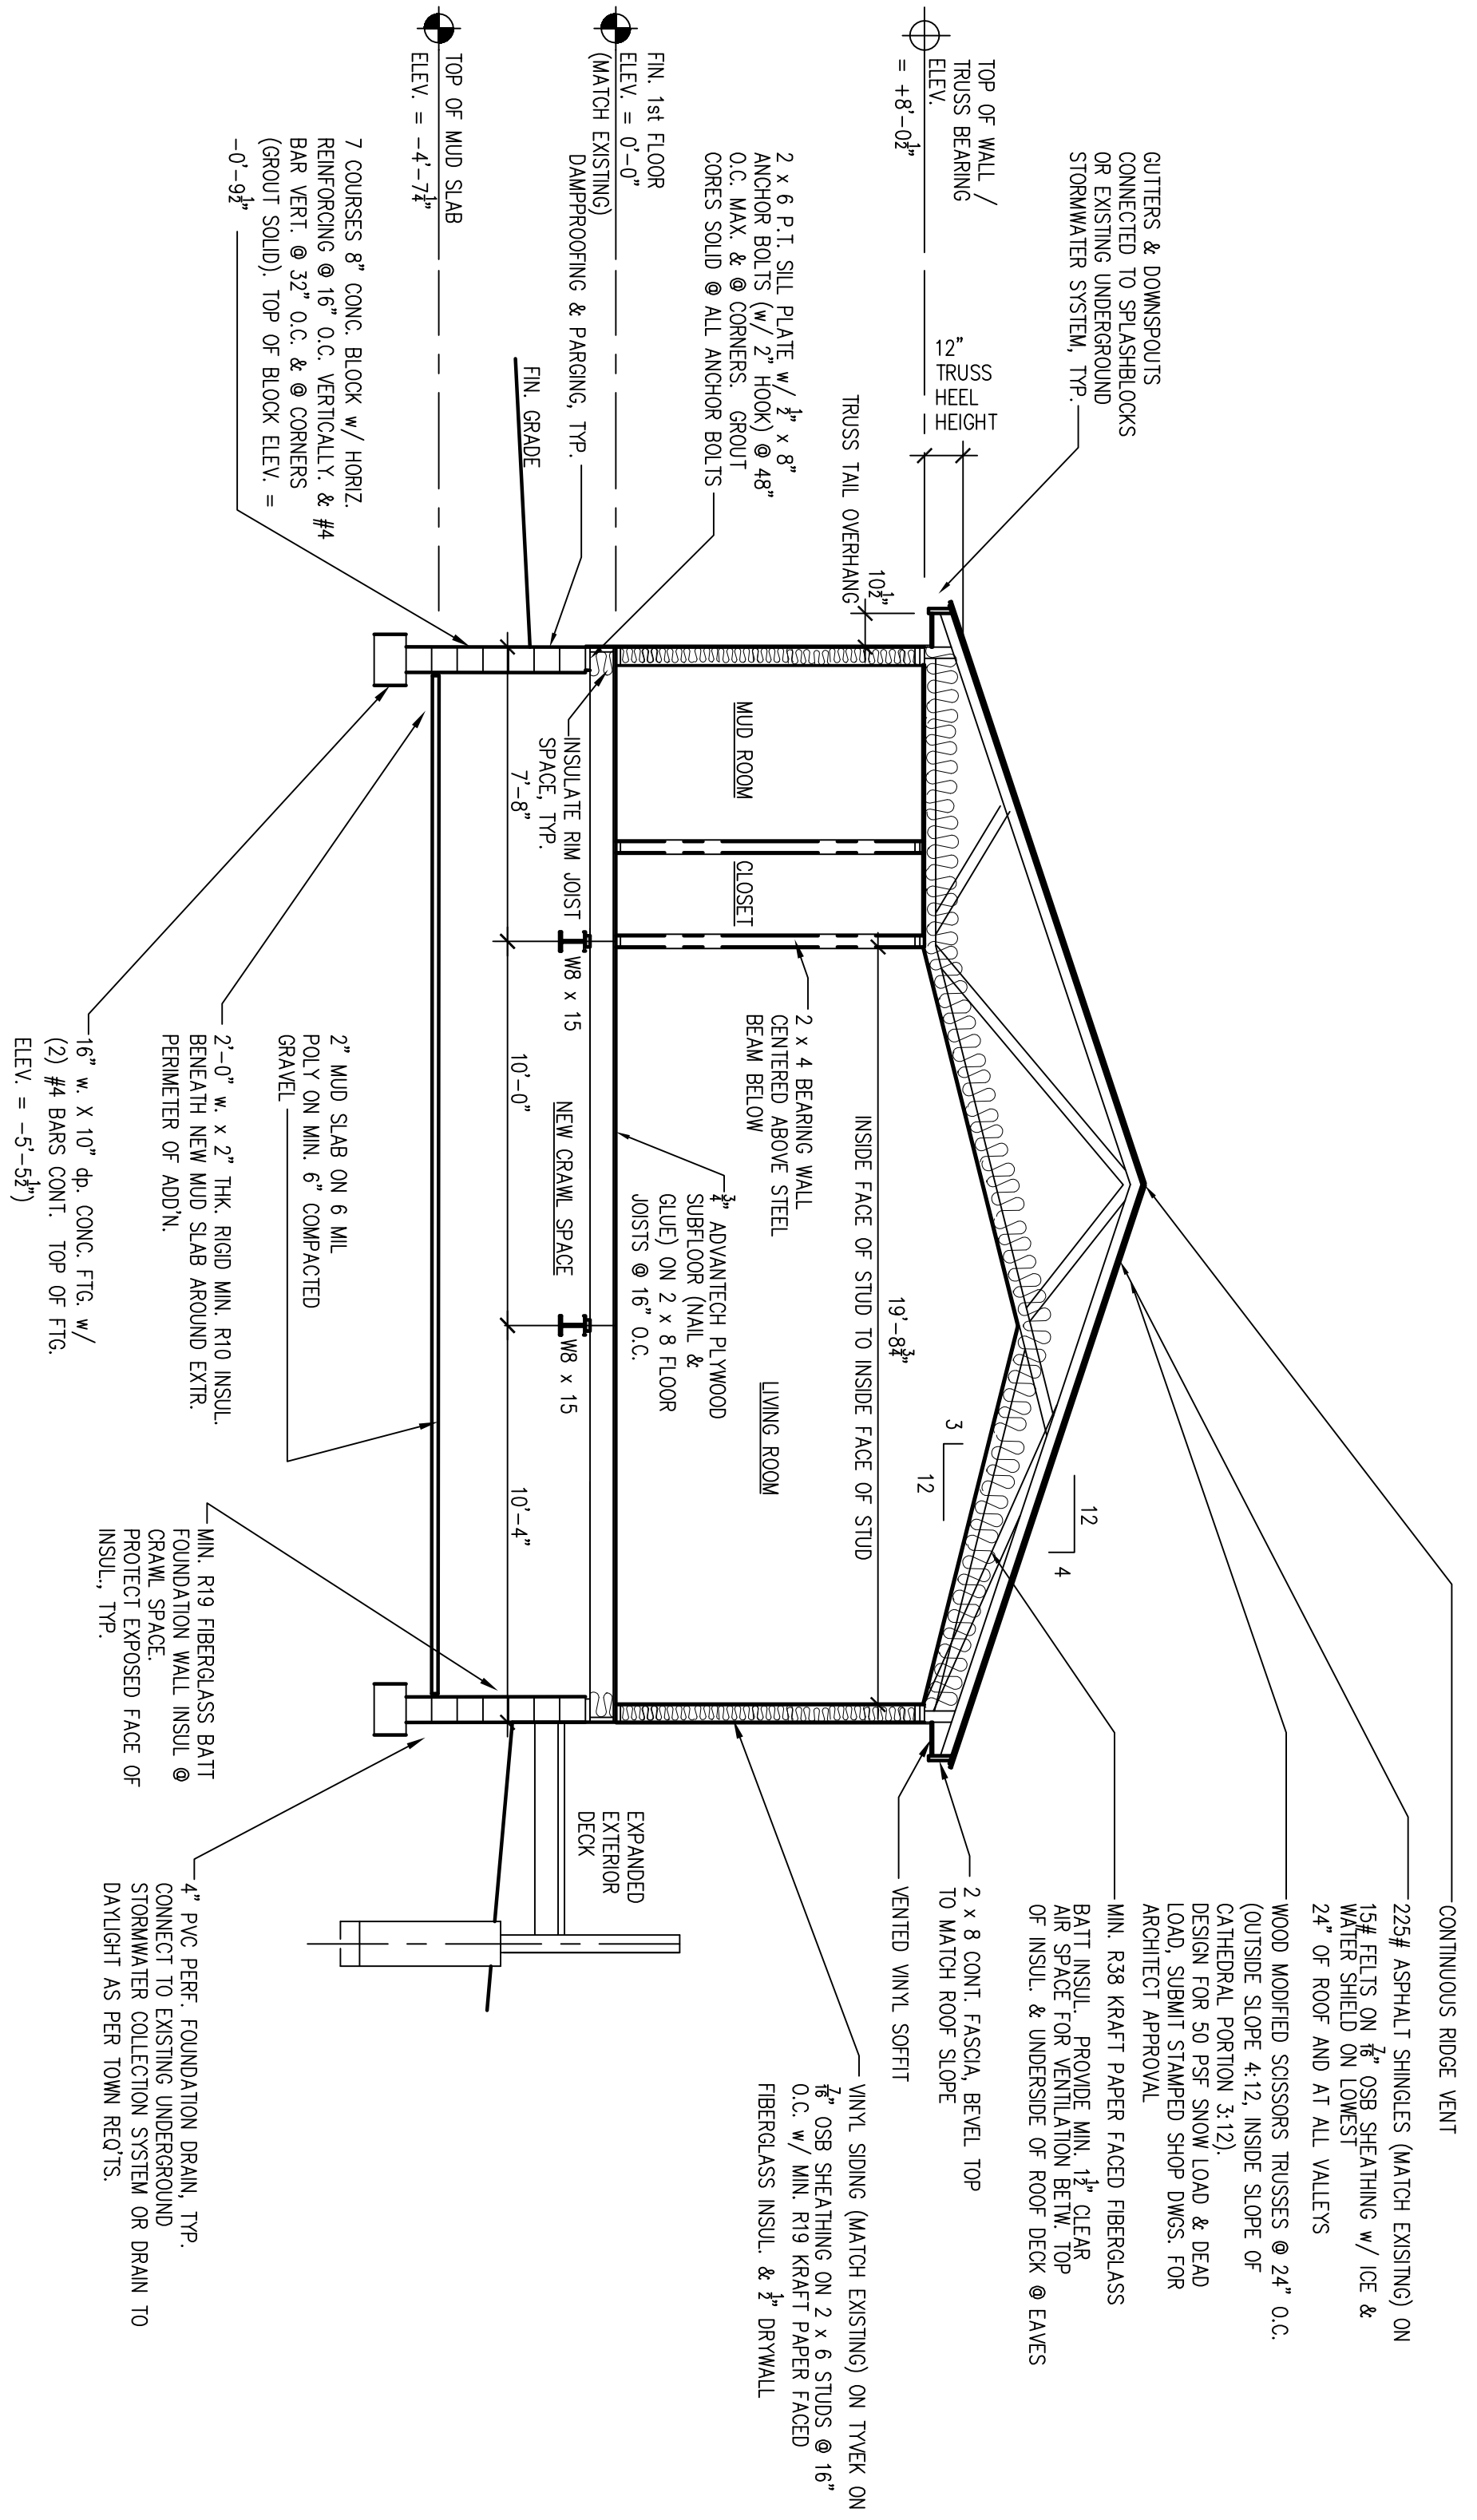 GUTTERS & DOWNSPOUTS
CONNECTED TO SPLASHBLOCKS
OR EXISTING UNDERGROUND
STORMWATER SYSTEM, TYP.
TOP OF WALL /
TRUSS BEARING
ELEV.
= +8'-0½"
12"
TRUSS
HEEL
HEIGHT
TRUSS TAIL OVERHANG
10½"
2 x 6 P.T. SILL PLATE w/ ½" x 8"
ANCHOR BOLTS (w/ 2" HOOK) @ 48"
O.C. MAX. & @ CORNERS. GROUT
CORES SOLID @ ALL ANCHOR BOLTS
FIN. 1st FLOOR
ELEV. = 0'-0"
(MATCH EXISTING)
DAMPPROOFING & PARGING, TYP.
FIN. GRADE
TOP OF MUD SLAB
ELEV. = -4'-7¼"
7 COURSES 8" CONC. BLOCK w/ HORIZ.
REINFORCING @ 16" O.C. VERTICALLY. & #4
BAR VERT. @ 32" O.C. & @ CORNERS
(GROUT SOLID). TOP OF BLOCK ELEV. =
-0'-9½"
MUD ROOM
CLOSET
INSULATE RIM JOIST
SPACE, TYP.
7'-8"
W8 x 15
10'-0"
W8 x 15
10'-4"
NEW CRAWL SPACE
2 x 4 BEARING WALL
CENTERED ABOVE STEEL
BEAM BELOW
INSIDE FACE OF STUD TO INSIDE FACE OF STUD
19'-8¾"
¾" ADVANTECH PLYWOOD
SUBFLOOR (NAIL &
GLUE) ON 2 x 8 FLOOR
JOISTS @ 16" O.C.
LIVING ROOM
3
12
12
4
2" MUD SLAB ON 6 MIL
POLY ON MIN. 6" COMPACTED
GRAVEL
2'-0" w. x 2" THK. RIGID MIN. R10 INSUL.
BENEATH NEW MUD SLAB AROUND EXTR.
PERIMETER OF ADD'N.
16" w. X 10" dp. CONC. FTG. w/
(2) #4 BARS CONT. TOP OF FTG.
ELEV. = -5'-5½")
MIN. R19 FIBERGLASS BATT
FOUNDATION WALL INSUL @
CRAWL SPACE.
PROTECT EXPOSED FACE OF
INSUL., TYP.
EXPANDED
EXTERIOR
DECK
4" PVC PERF. FOUNDATION DRAIN, TYP.
CONNECT TO EXISTING UNDERGROUND
STORMWATER COLLECTION SYSTEM OR DRAIN TO
DAYLIGHT AS PER TOWN REQ'TS.
CONTINUOUS RIDGE VENT
225# ASPHALT SHINGLES (MATCH EXISITNG) ON
15# FELTS ON 7/16" OSB SHEATHING w/ ICE &
WATER SHIELD ON LOWEST
24" OF ROOF AND AT ALL VALLEYS
WOOD MODIFIED SCISSORS TRUSSES @ 24" O.C.
(OUTSIDE SLOPE 4:12, INSIDE SLOPE OF
CATHEDRAL PORTION 3:12).
DESIGN FOR 50 PSF SNOW LOAD & DEAD
LOAD, SUBMIT STAMPED SHOP DWGS. FOR
ARCHITECT APPROVAL
MIN. R38 KRAFT PAPER FACED FIBERGLASS
BATT INSUL. PROVIDE MIN. 1½" CLEAR
AIR SPACE FOR VENTILATION BETW. TOP
OF INSUL. & UNDERSIDE OF ROOF DECK @ EAVES
2 x 8 CONT. FASCIA, BEVEL TOP
TO MATCH ROOF SLOPE
VENTED VINYL SOFFIT
VINYL SIDING (MATCH EXISTING) ON TYVEK ON
7/16" OSB SHEATHING ON 2 x 6 STUDS @ 16"
O.C. w/ MIN. R19 KRAFT PAPER FACED
FIBERGLASS INSUL. & ½" DRYWALL